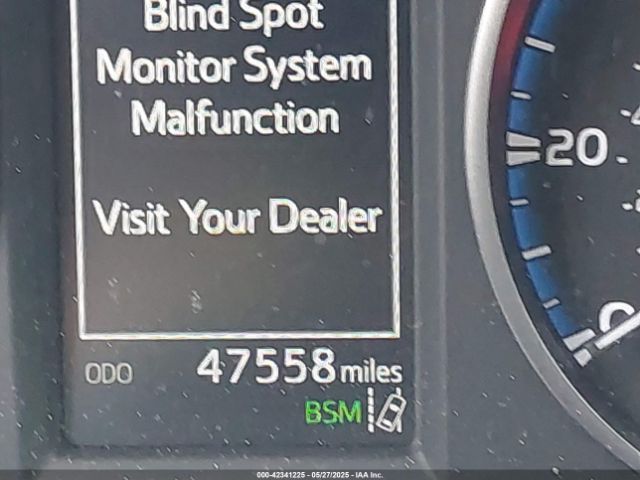 Blind Spot
Monitor System
Malfunction
Visit Your Dealer
20
0
ODO 47558 miles
BSM
000-42341225 - 05/27/2025 - IAA Inc.